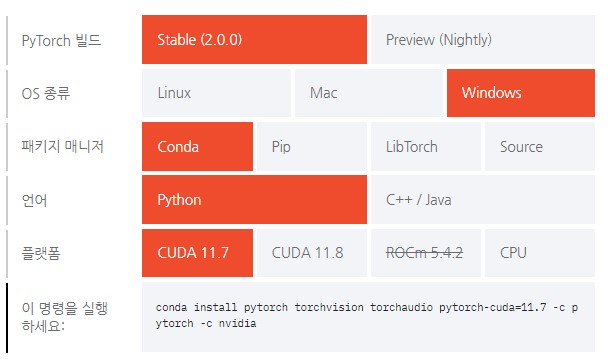 PyTorch 빌드 Stable (2.0.0) Preview (Nightly)
OS 종류 Linux Mac Windows
패키지 매니저 Conda Pip LibTorch Source
언어 Python C++ / Java
플랫폼 CUDA 11.7 CUDA 11.8 ROCm 5.4.2 CPU
이 명령을 실행
하세요:
conda install pytorch torchvision torchaudio pytorch-cuda=11.7 -c p
ytorch -c nvidia